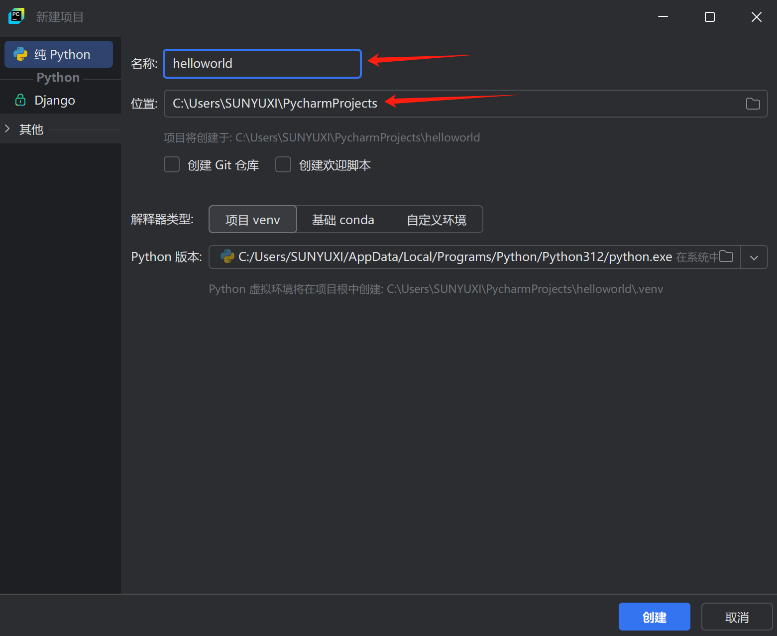 新建项目
纯 Python
Python
Django
其他
名称: helloworld
位置: C:\Users\SUNYUXI\PycharmProjects
项目将创建于: C:\Users\SUNYUXI\PycharmProjects\helloworld
创建 Git 仓库 创建欢迎脚本
解释器类型: 项目 venv 基础 conda 自定义环境
Python 版本: C:/Users/SUNYUXI/AppData/Local/Programs/Python/Python312/python.exe 在系统中
Python 虚拟环境将在项目根中创建: C:\Users\SUNYUXI\PycharmProjects\helloworld\.venv
创建 取消